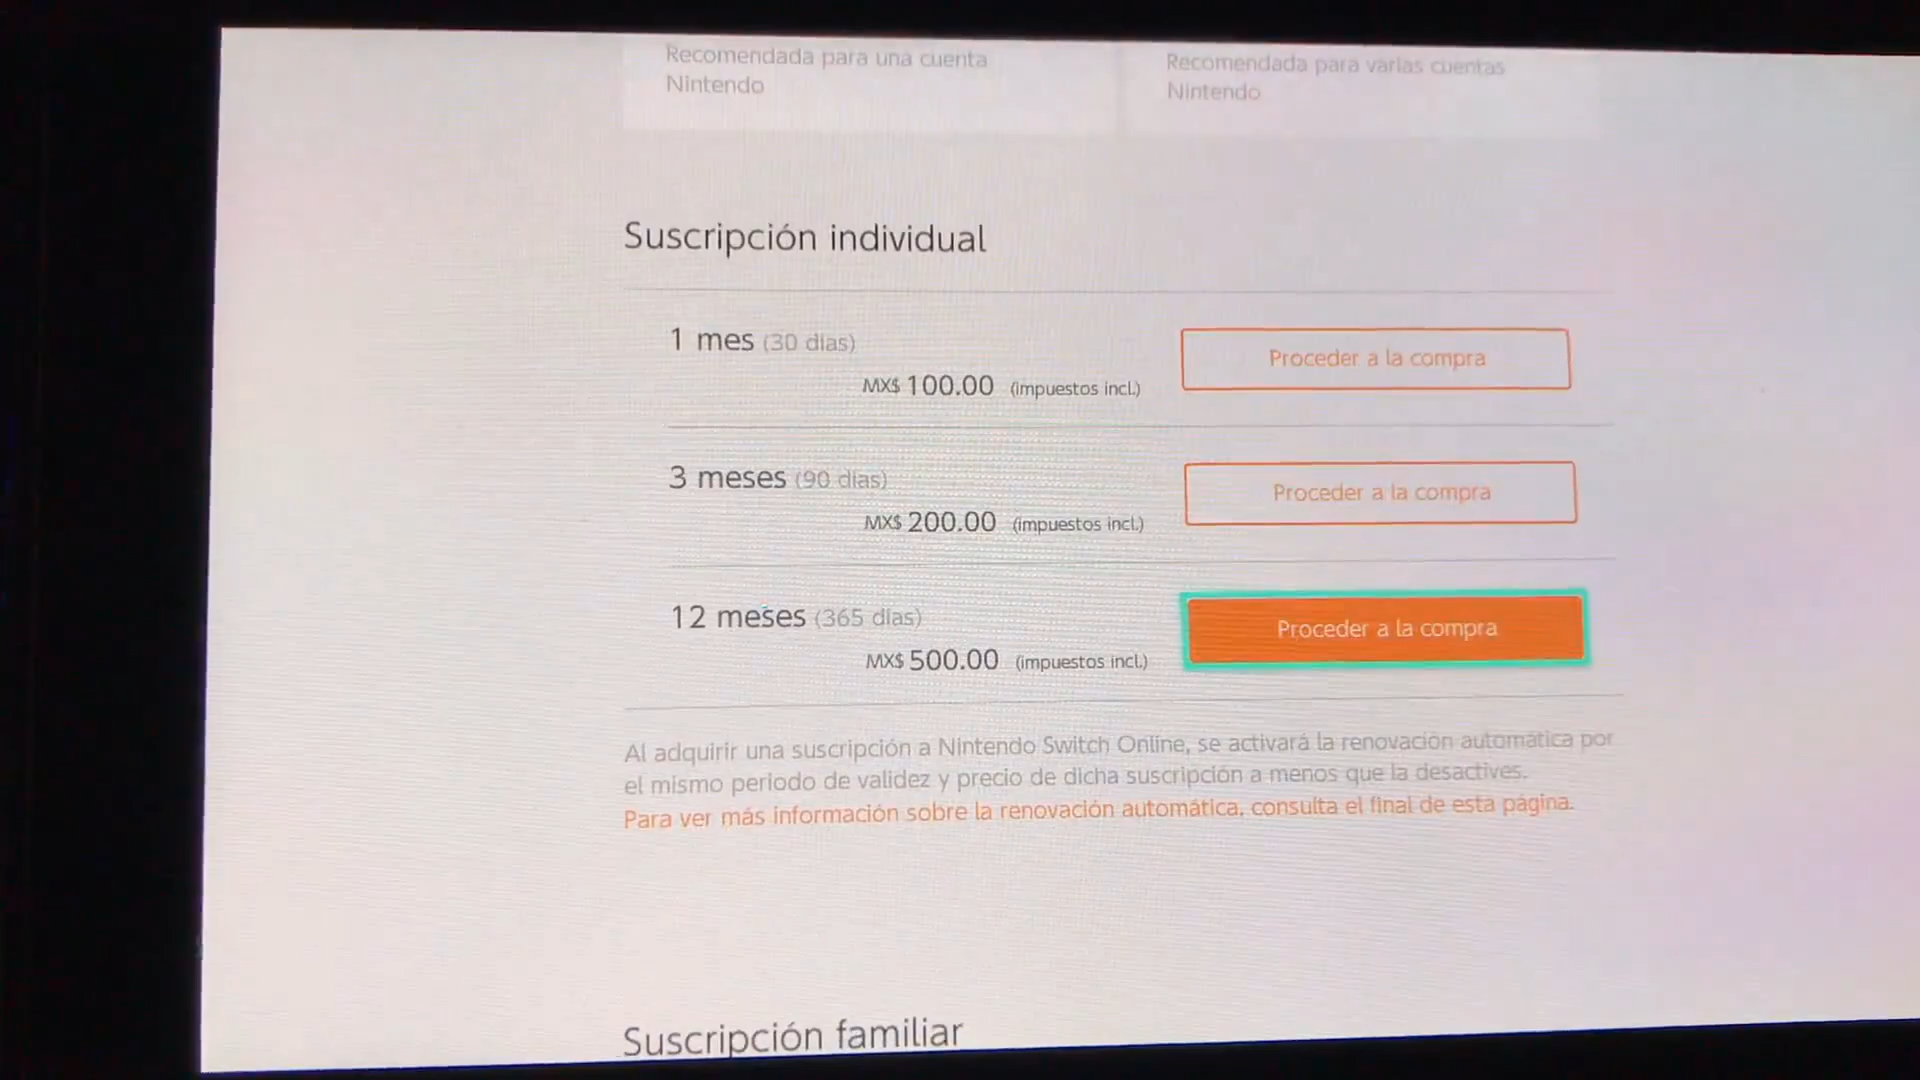 Recomendada para una cuenta
Nintendo
Recomendada para varias cuentas
Nintendo
Suscripción individual
1 mes (30 días)
MX$ 100.00 (impuestos incl.)
Proceder a la compra
3 meses (90 días)
MX$ 200.00 (impuestos incl.)
Proceder a la compra
12 meses (365 días)
MX$ 500.00 (impuestos incl.)
Proceder a la compra
Al adquirir una suscripción a Nintendo Switch Online, se activará la renovación automática por
el mismo periodo de validez y precio de dicha suscripción a menos que la desactives.
Para ver más información sobre la renovación automática, consulta el final de esta página.
Suscripción familiar